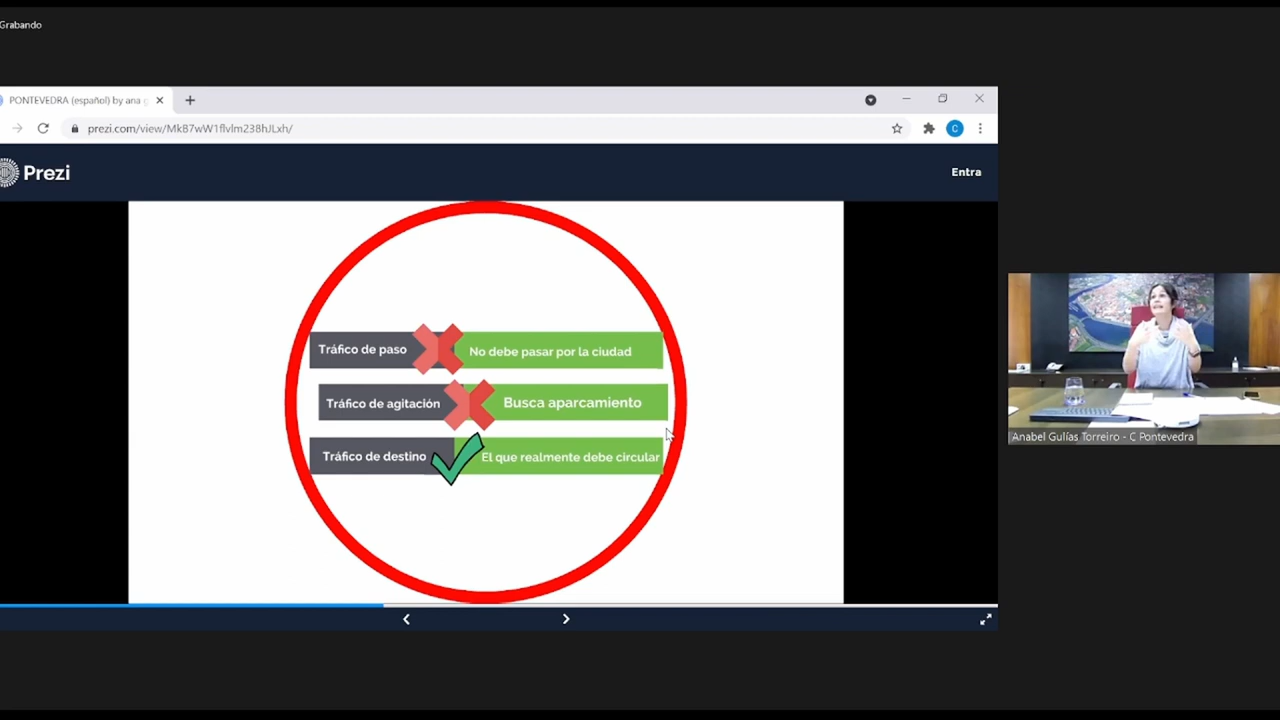 Grabando
PONTEVEDRA (español) by ana g
prezi.com/view/Mk87wW1flvlm238hJLxh/
Prezi
Entra
Tráfico de paso
No debe pasar por la ciudad
Tráfico de agitación
Busca aparcamiento
Tráfico de destino
El que realmente debe circular
C
Anabel Gulías Torreiro - C Pontevedra